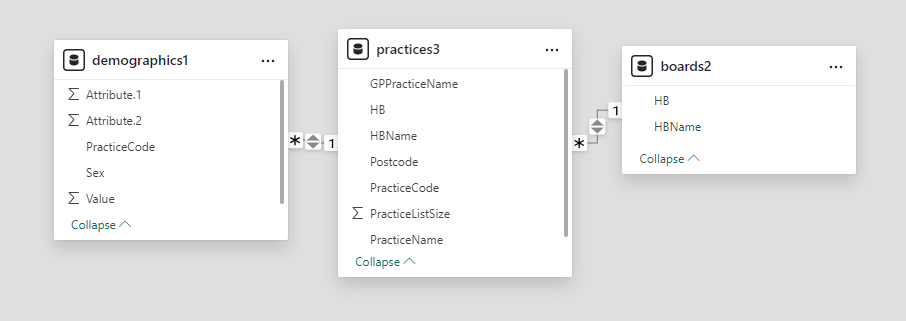 demographics1
Σ Attribute.1
Σ Attribute.2
PracticeCode
Sex
Σ Value
Collapse
* 1
practices3
GPPracticeName
HB
HBName
Postcode
PracticeCode
Σ PracticeListSize
PracticeName
Collapse
* 1
boards2
HB
HBName
Collapse